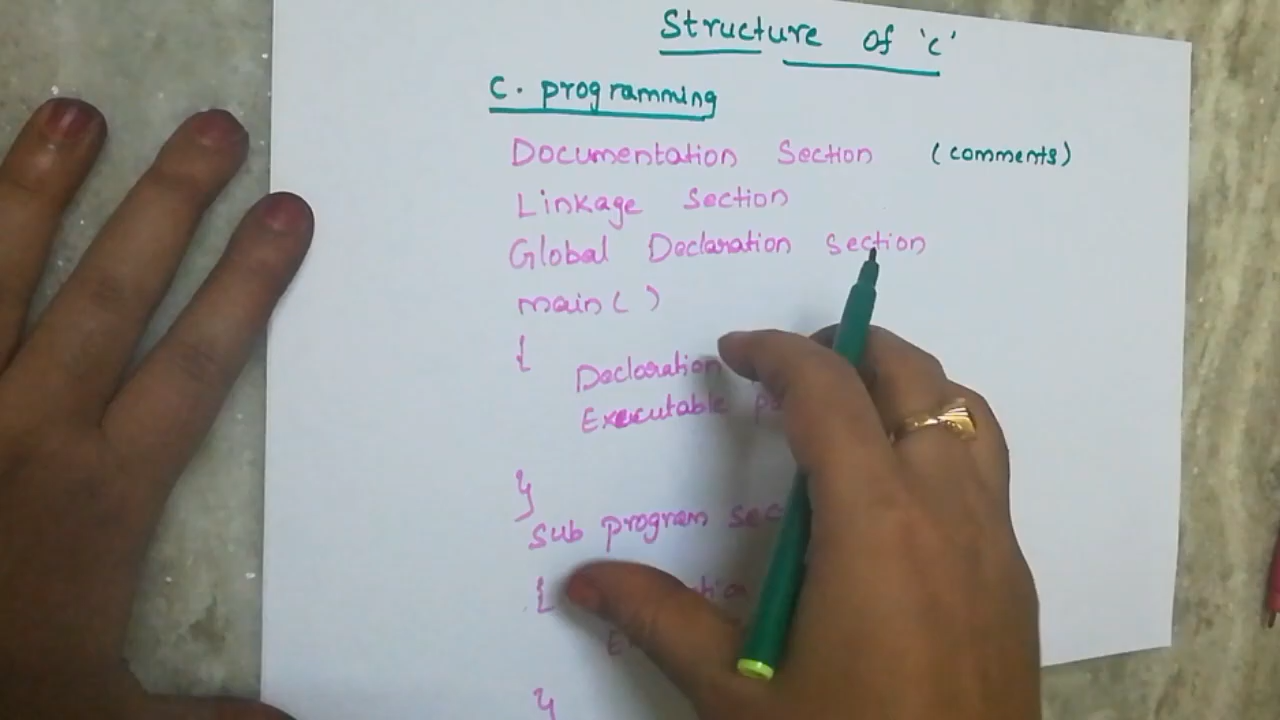 Structure of 'c'
C. programming
Documentation Section (comments)
Linkage Section
Global Declaration Section
main( )
{
Declaration
Executable
}
Sub program
{
}